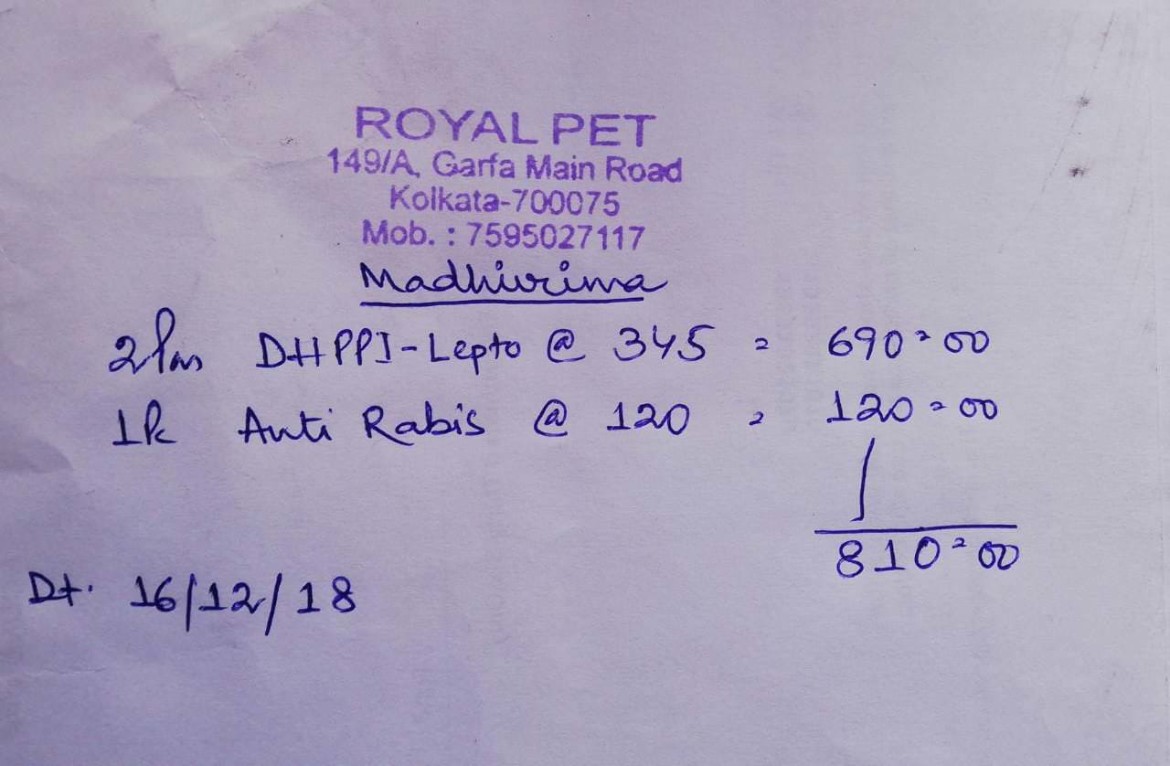 ROYAL PET
149/A, Garfa Main Road
Kolkata-700075
Mob. : 7595027117
Madhurima
2 DHPPI-Lepto @ 345 = 690=00
1 Anti Rabis @ 120 = 120=00
810=00
Dt. 16/12/18